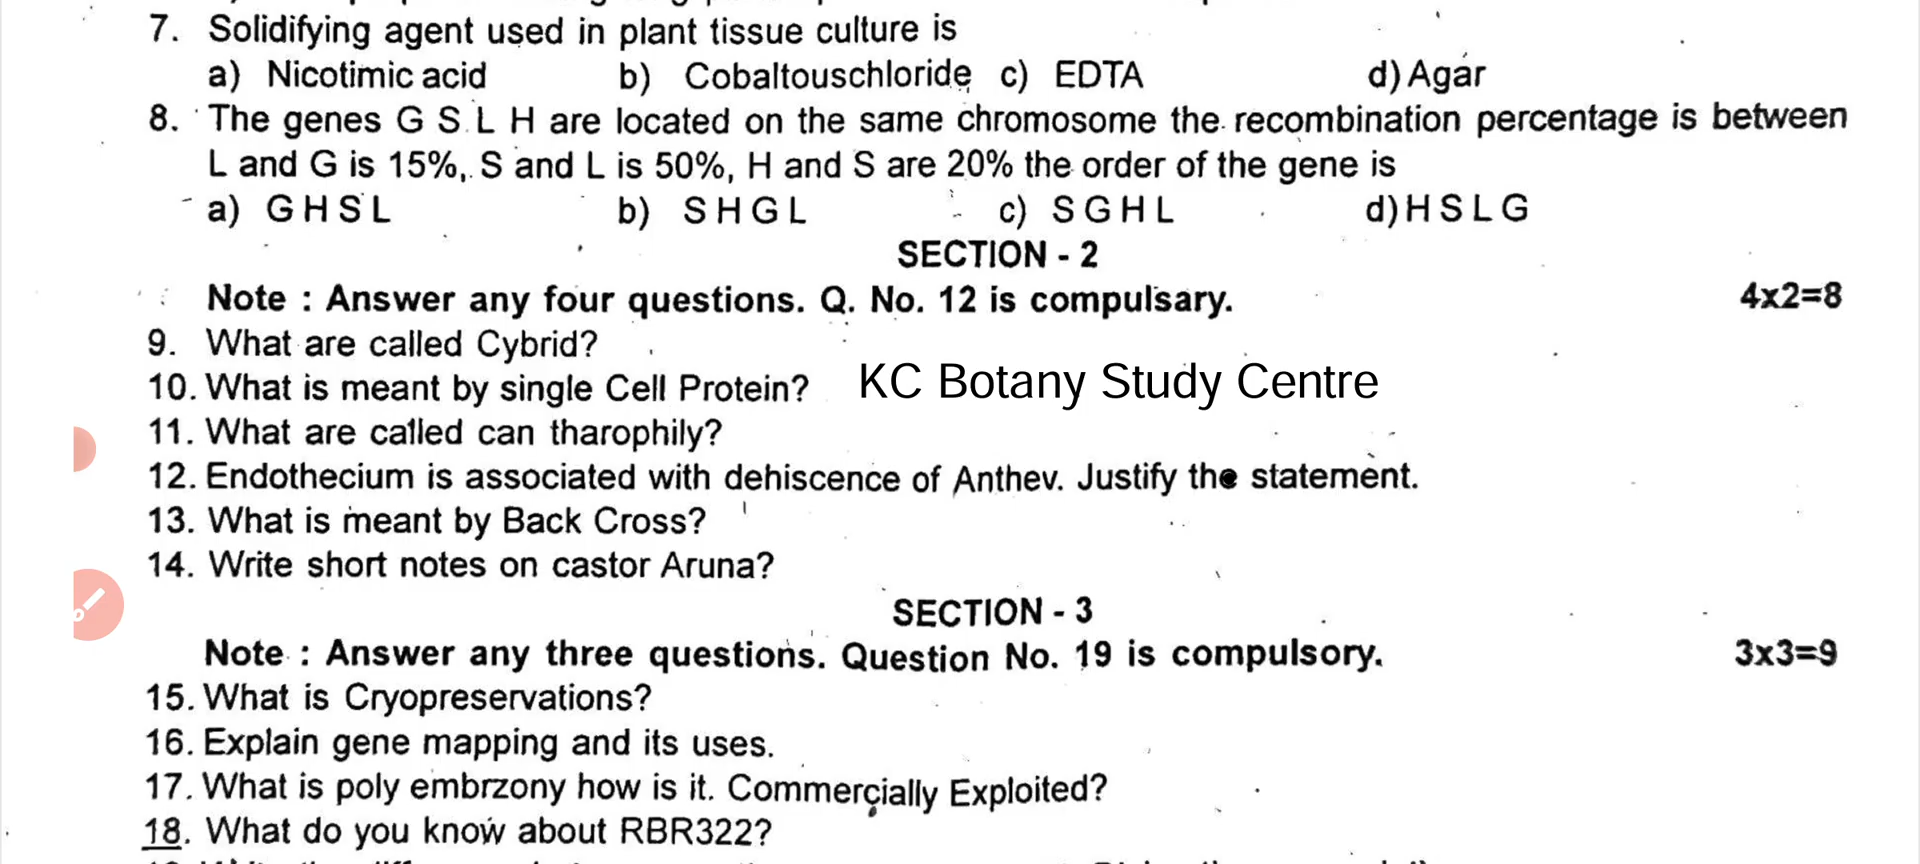 7. Solidifying agent used in plant tissue culture is
a) Nicotimic acid b) Cobaltouschloride c) EDTA d) Agar
8. The genes G S L H are located on the same chromosome the recombination percentage is between
L and G is 15%, S and L is 50%, H and S are 20% the order of the gene is
a) G H S L b) S H G L c) S G H L d) H S L G
SECTION - 2
Note : Answer any four questions. Q. No. 12 is compulsary. 4x2=8
9. What are called Cybrid?
10. What is meant by single Cell Protein? KC Botany Study Centre
11. What are called can tharophily?
12. Endothecium is associated with dehiscence of Anthev. Justify the statement.
13. What is meant by Back Cross?
14. Write short notes on castor Aruna?
SECTION - 3
Note : Answer any three questions. Question No. 19 is compulsory. 3x3=9
15. What is Cryopreservations?
16. Explain gene mapping and its uses.
17. What is poly embrzony how is it. Commercially Exploited?
18. What do you know about RBR322?